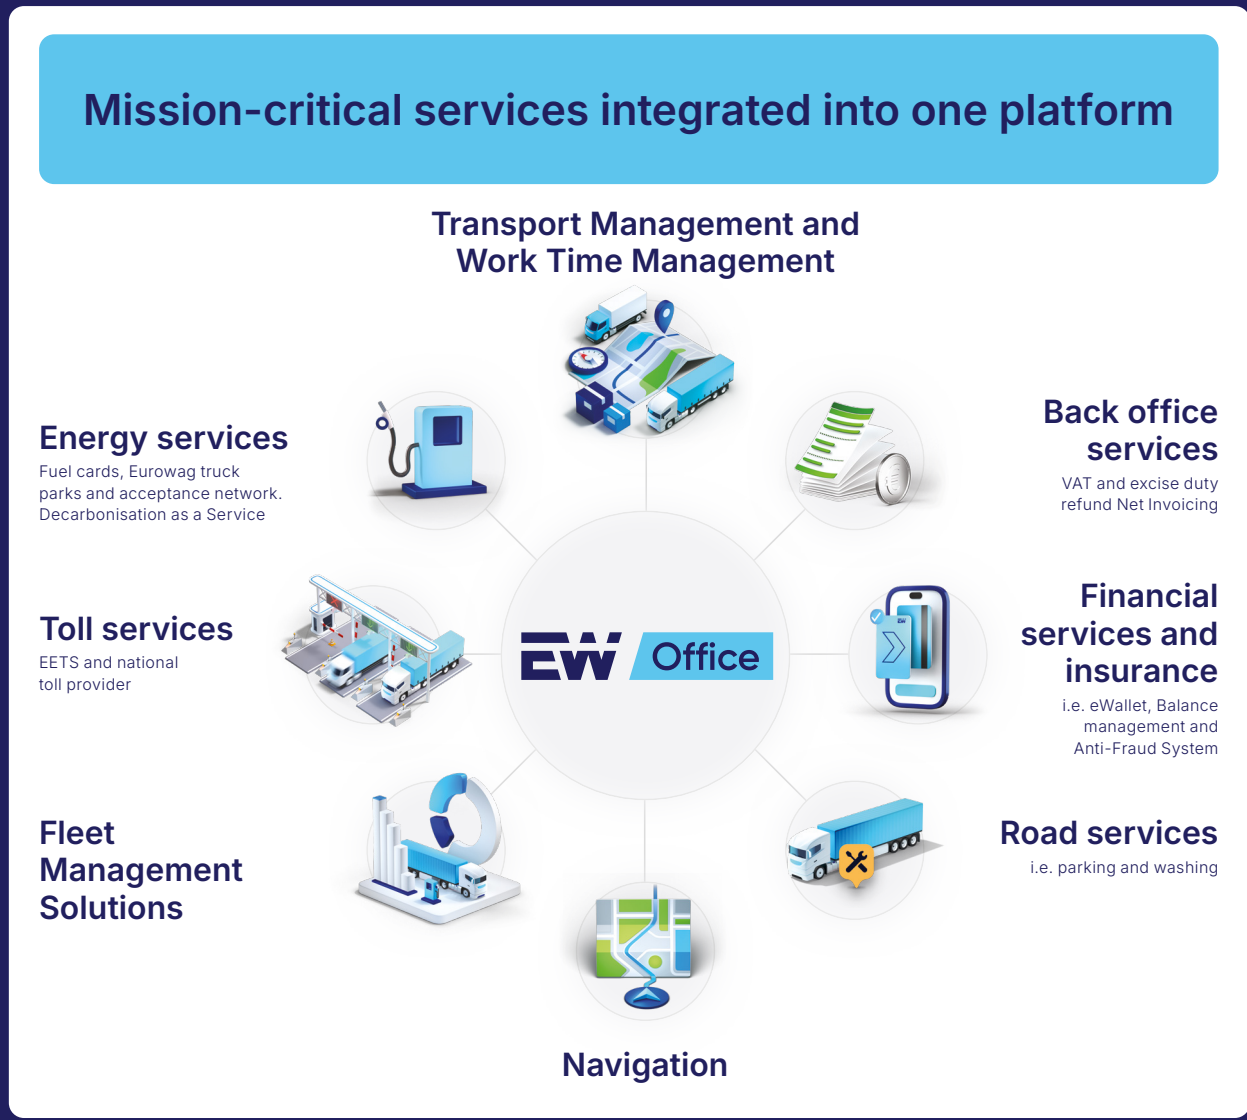 Mission-critical services integrated into one platform
Transport Management and
Work Time Management
Energy services
Fuel cards, Eurowag truck
parks and acceptance network.
Decarbonisation as a Service
Back office
services
VAT and excise duty
refund Net Invoicing
Toll services
EETS and national
toll provider
EW Office
Financial
services and
insurance
i.e. eWallet, Balance
management and
Anti-Fraud System
Fleet
Management
Solutions
Road services
i.e. parking and washing
Navigation